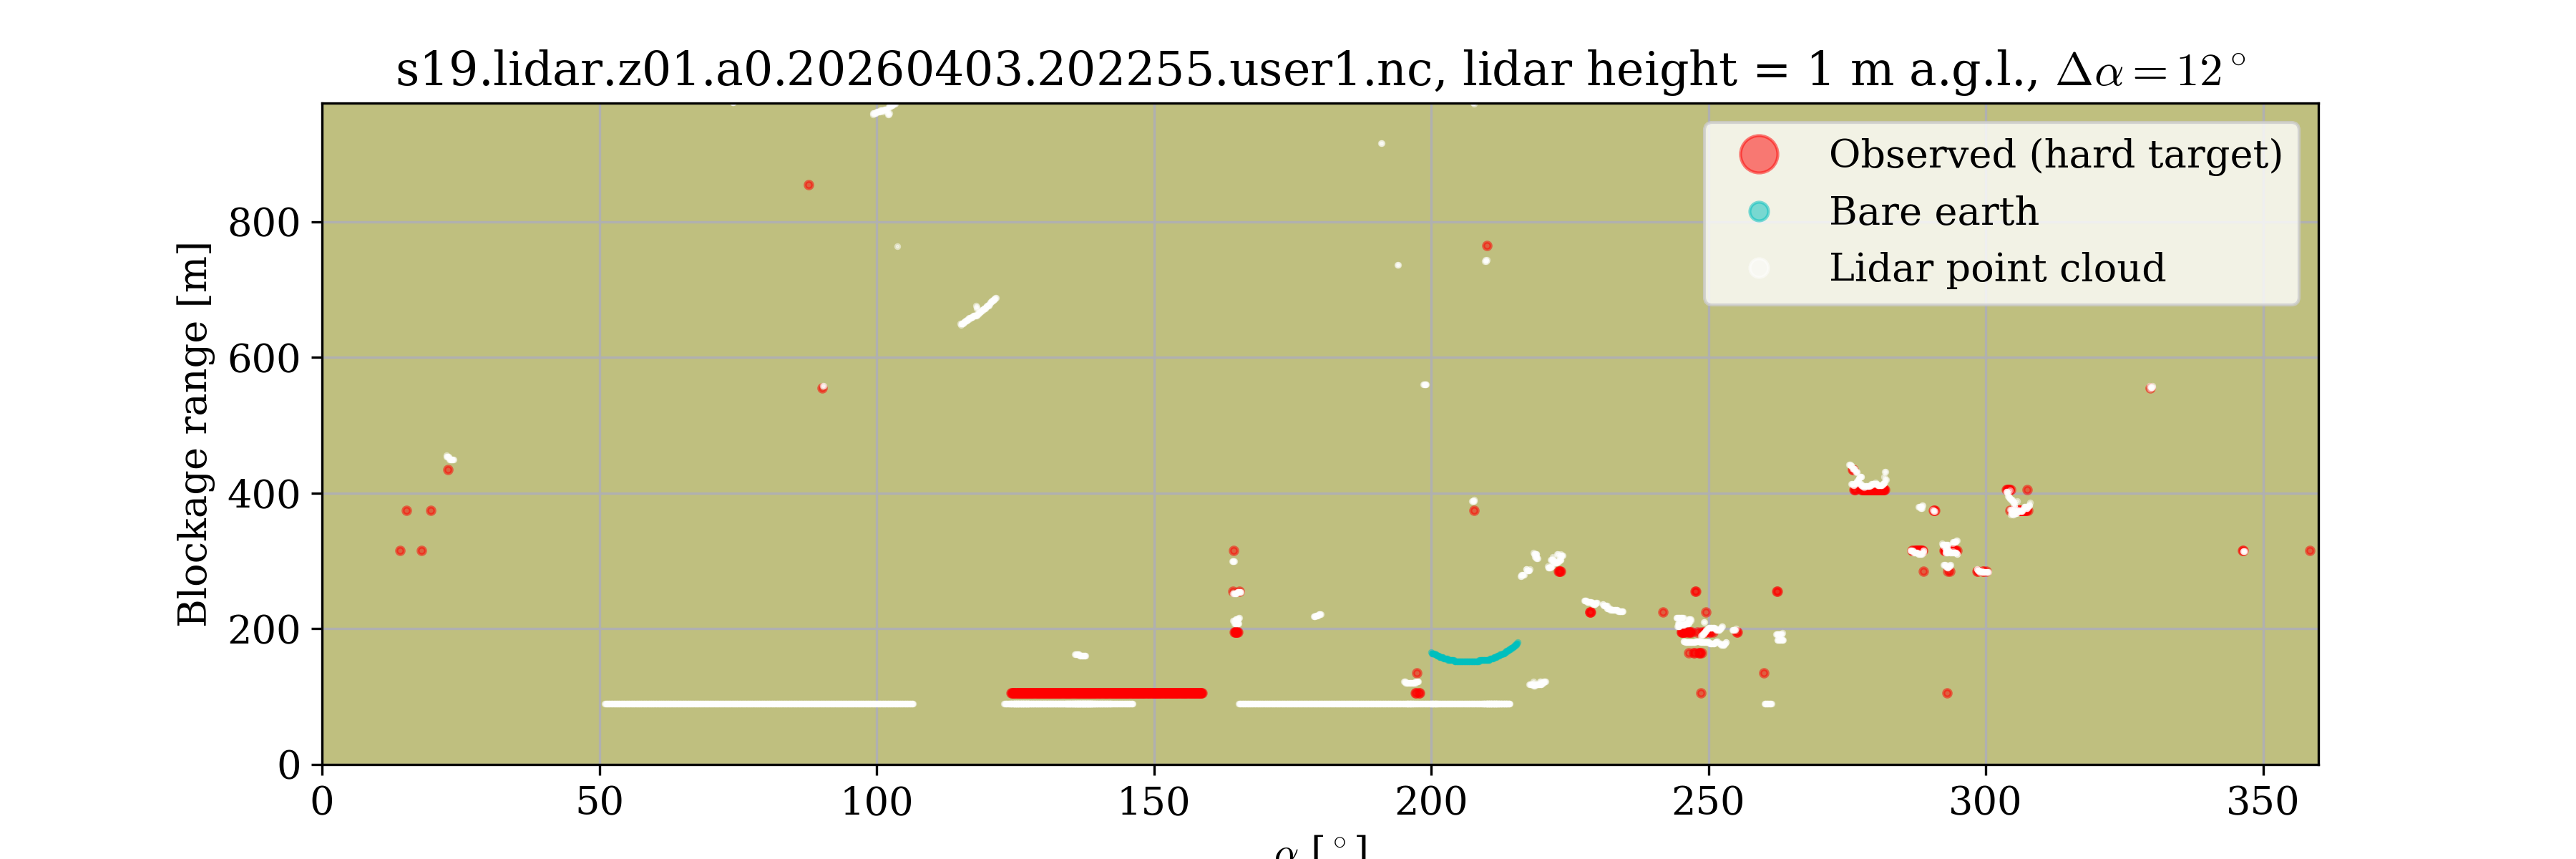 s19.lidar.z01.a0.20260403.202255.user1.nc, lidar height = 1 m a.g.l., Δα = 12°
Observed (hard target)
Bare earth
Lidar point cloud
Blockage range [m]
800
600
400
200
0
0 50 100 150 200 250 300 350
α [°]